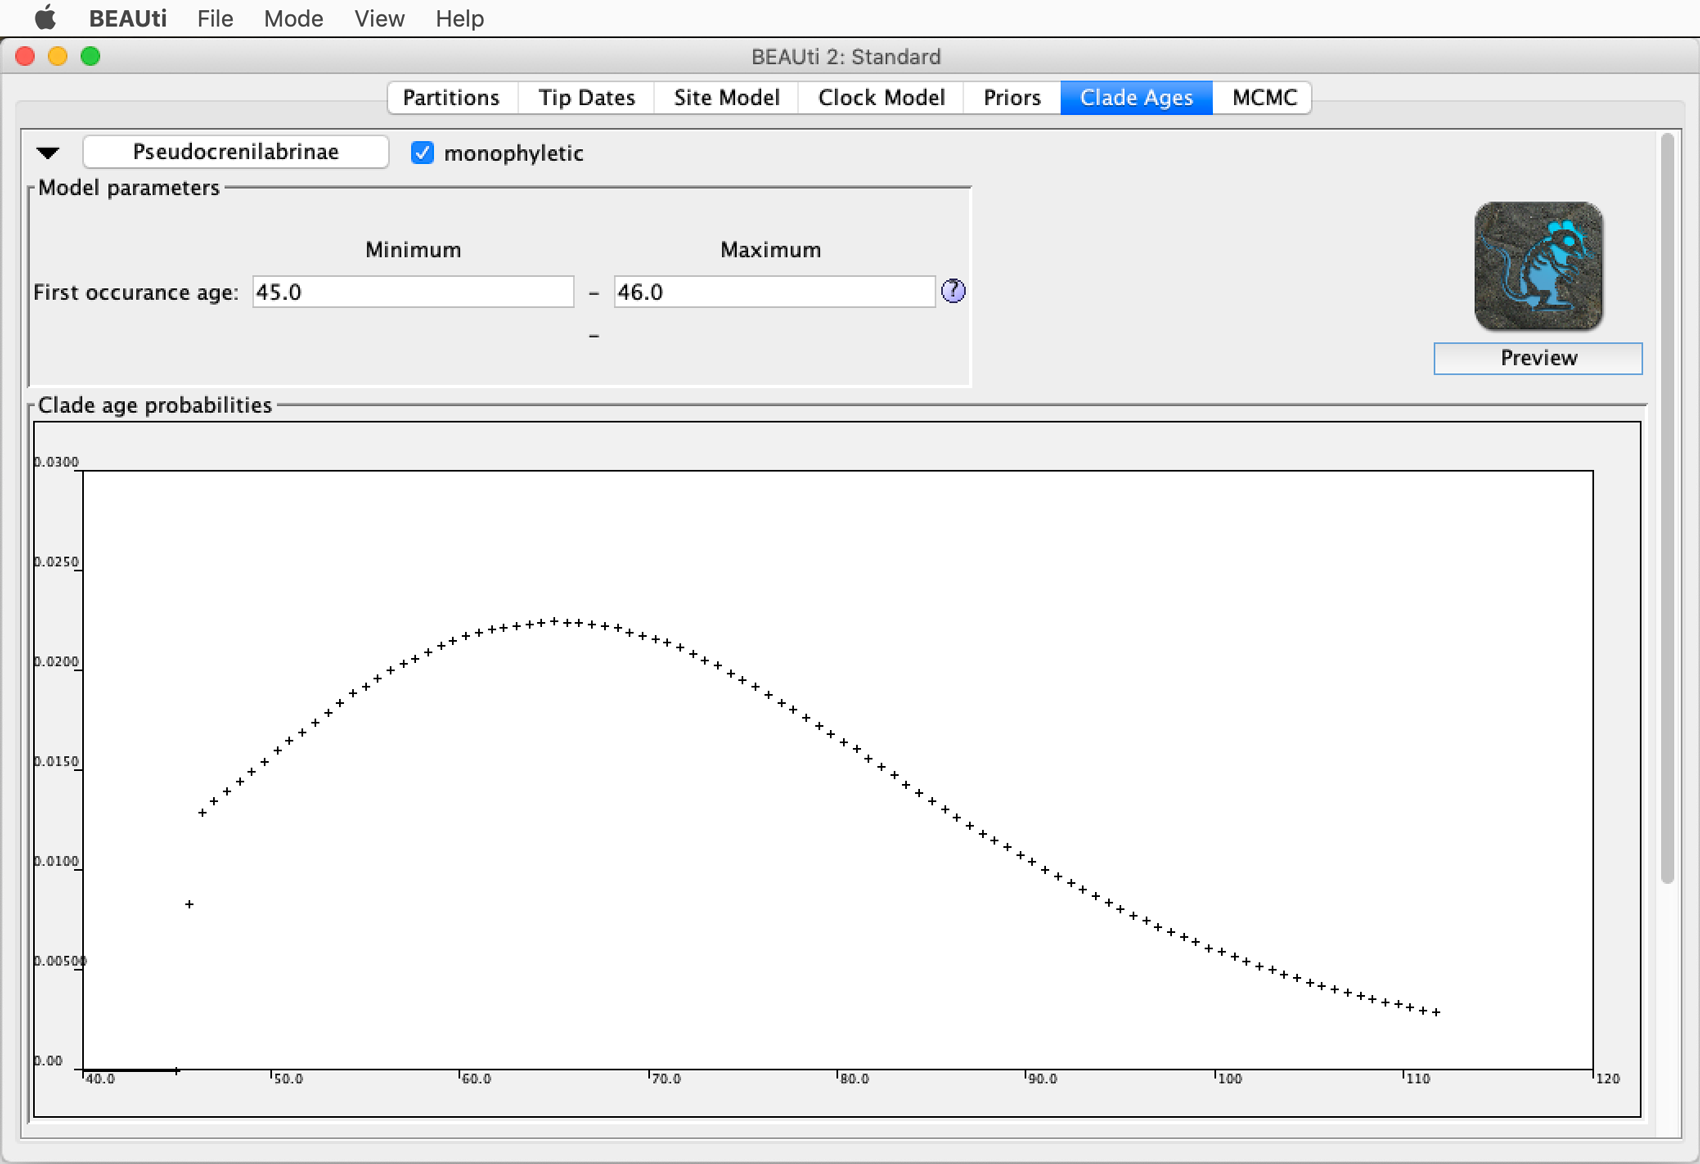 BEAUti File Mode View Help
BEAUti 2: Standard
Partitions Tip Dates Site Model Clock Model Priors Clade Ages MCMC
Pseudocrenilabrinae monophyletic
Model parameters
Minimum Maximum
First occurance age: 45.0 – 46.0 ?
–
Preview
Clade age probabilities
0.0300
0.0250
0.0200
0.0150
0.0100
0.00500
0.00
40.0 50.0 60.0 70.0 80.0 90.0 100 110 120